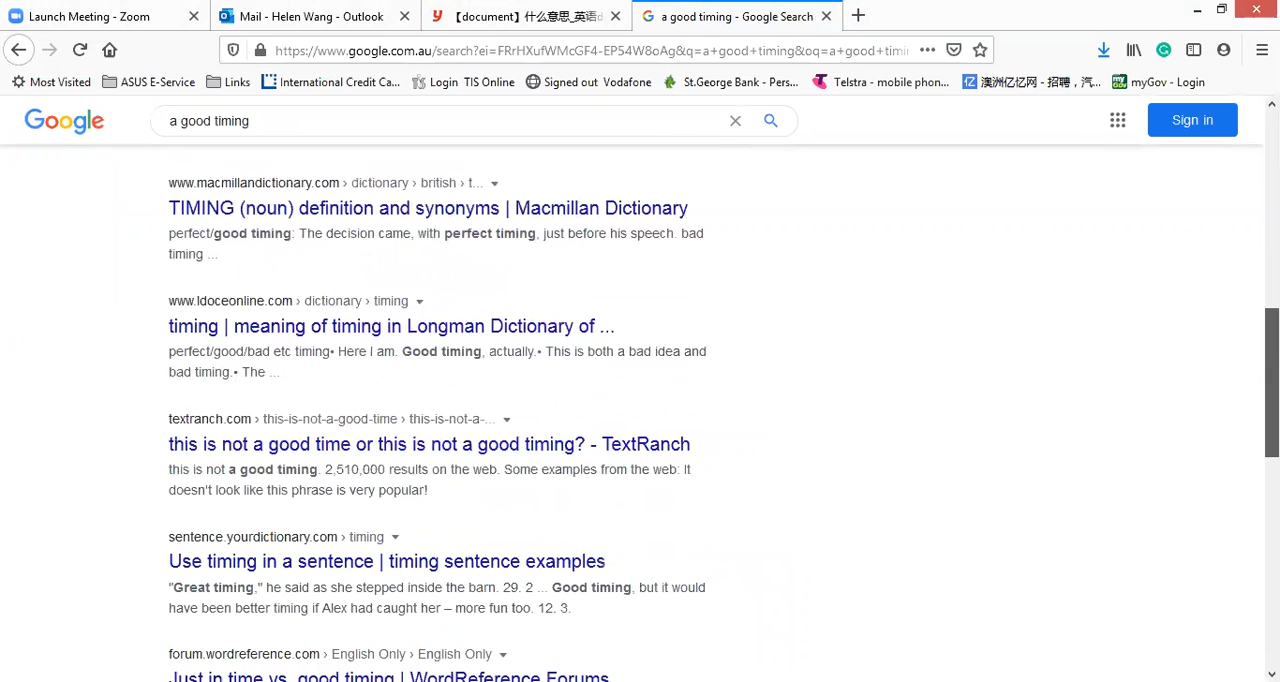 Launch Meeting - Zoom
Mail - Helen Wang - Outlook
【document】什么意思_英语d
a good timing - Google Search
https://www.google.com.au/search?ei=FRrHXufWMcGF4-EP54W8oAg&q=a+good+timing&oq=a+good+timir
Most Visited
ASUS E-Service
Links
International Credit Ca...
Login TIS Online
Signed out Vodafone
St.George Bank - Pers...
Telstra - mobile phon...
澳洲亿忆网 - 招聘，汽...
myGov - Login
Google
a good timing
Sign in
www.macmillandictionary.com › dictionary › british › t...
TIMING (noun) definition and synonyms | Macmillan Dictionary
perfect/good timing: The decision came, with perfect timing, just before his speech. bad
timing ...
www.ldoceonline.com › dictionary › timing
timing | meaning of timing in Longman Dictionary of ...
perfect/good/bad etc timing• Here I am. Good timing, actually.• This is both a bad idea and
bad timing.• The ...
textranch.com › this-is-not-a-good-time › this-is-not-a-...
this is not a good time or this is not a good timing? - TextRanch
this is not a good timing. 2,510,000 results on the web. Some examples from the web: It
doesn't look like this phrase is very popular!
sentence.yourdictionary.com › timing
Use timing in a sentence | timing sentence examples
"Great timing," he said as she stepped inside the barn. 29. 2 ... Good timing, but it would
have been better timing if Alex had caught her – more fun too. 12. 3.
forum.wordreference.com › English Only › English Only
Just in time vs. good timing | WordReference Forums